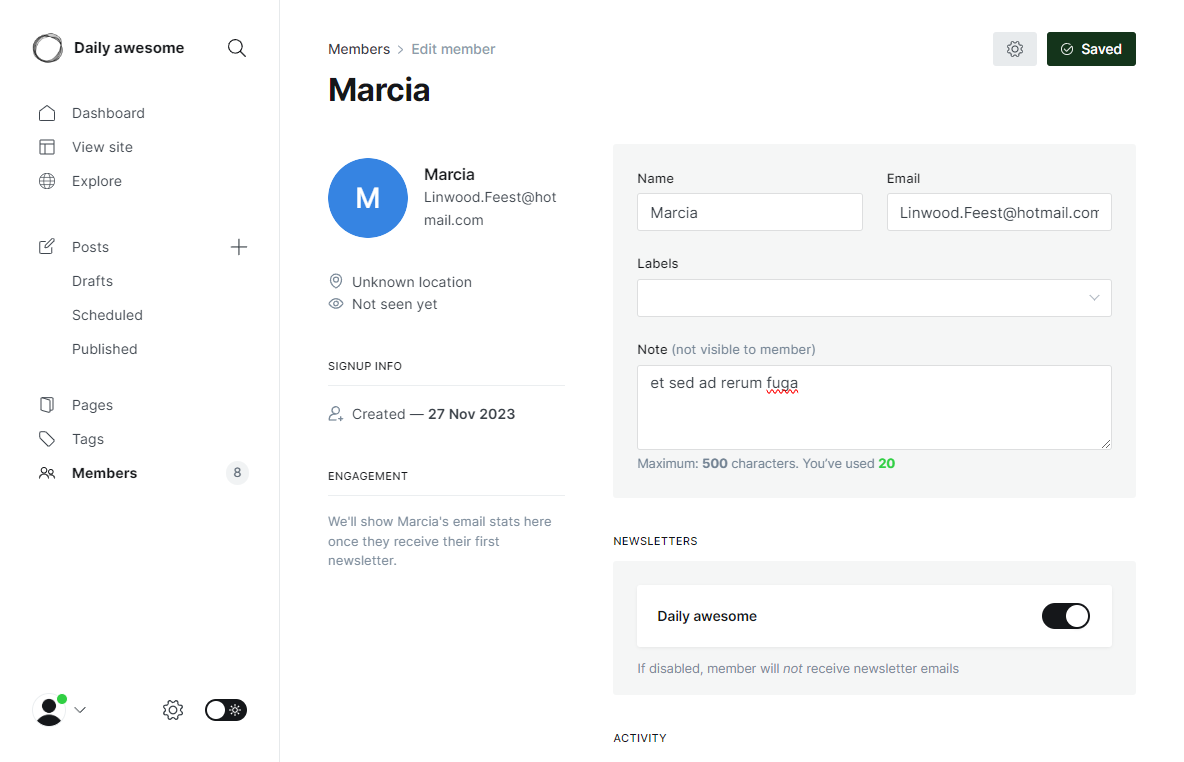 Daily awesome
Dashboard
View site
Explore
Posts
Drafts
Scheduled
Published
Pages
Tags
Members 8
Members > Edit member
Saved
Marcia
M
Marcia
Linwood.Feest@hot
mail.com
Unknown location
Not seen yet
SIGNUP INFO
Created — 27 Nov 2023
ENGAGEMENT
We'll show Marcia's email stats here
once they receive their first
newsletter.
Name Email
Marcia Linwood.Feest@hotmail.com
Labels
Note (not visible to member)
et sed ad rerum fuga
Maximum: 500 characters. You've used 20
NEWSLETTERS
Daily awesome
If disabled, member will not receive newsletter emails
ACTIVITY